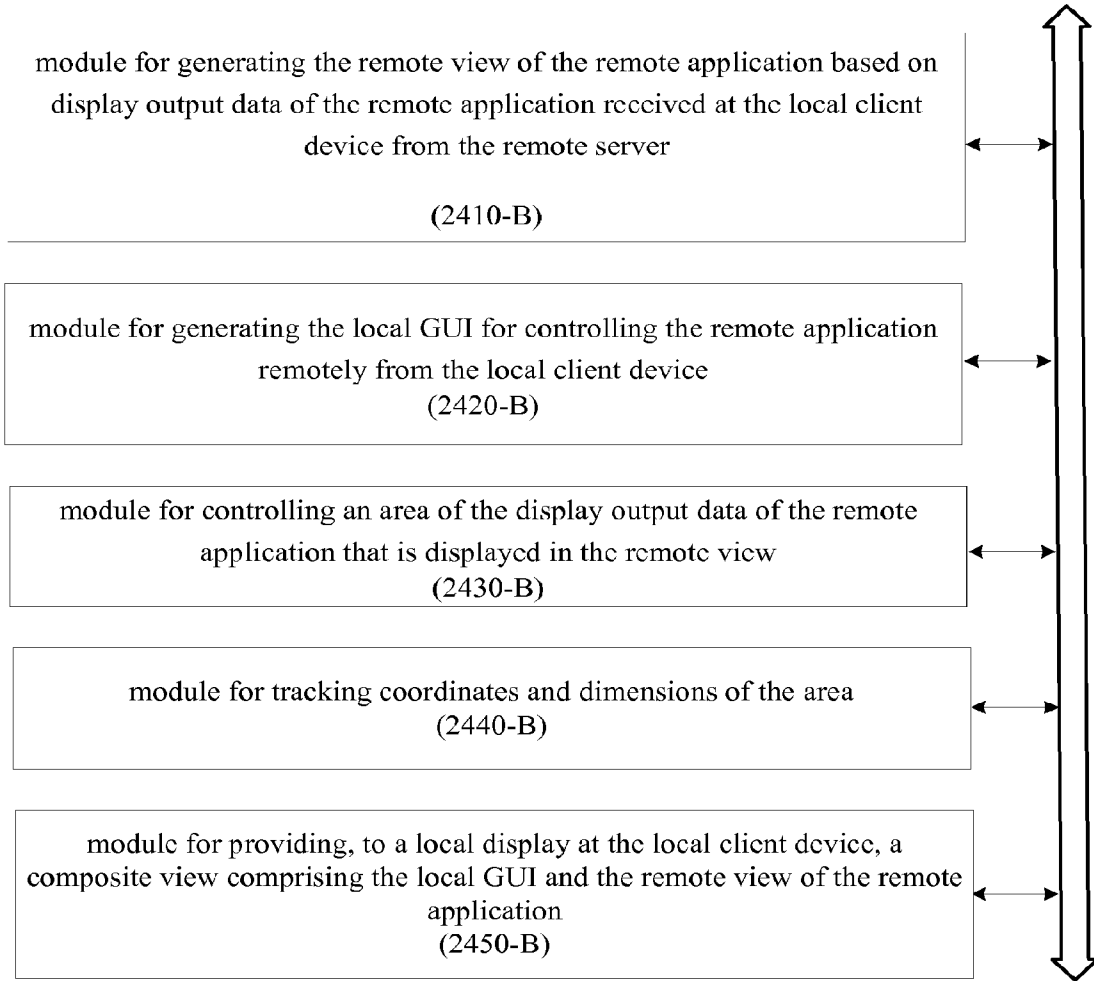 module for generating the remote view of the remote application based on
display output data of the remote application received at the local client
device from the remote server
(2410-B)
module for generating the local GUI for controlling the remote application
remotely from the local client device
(2420-B)
module for controlling an area of the display output data of the remote
application that is displayed in the remote view
(2430-B)
module for tracking coordinates and dimensions of the area
(2440-B)
module for providing, to a local display at the local client device, a
composite view comprising the local GUI and the remote view of the remote
application
(2450-B)